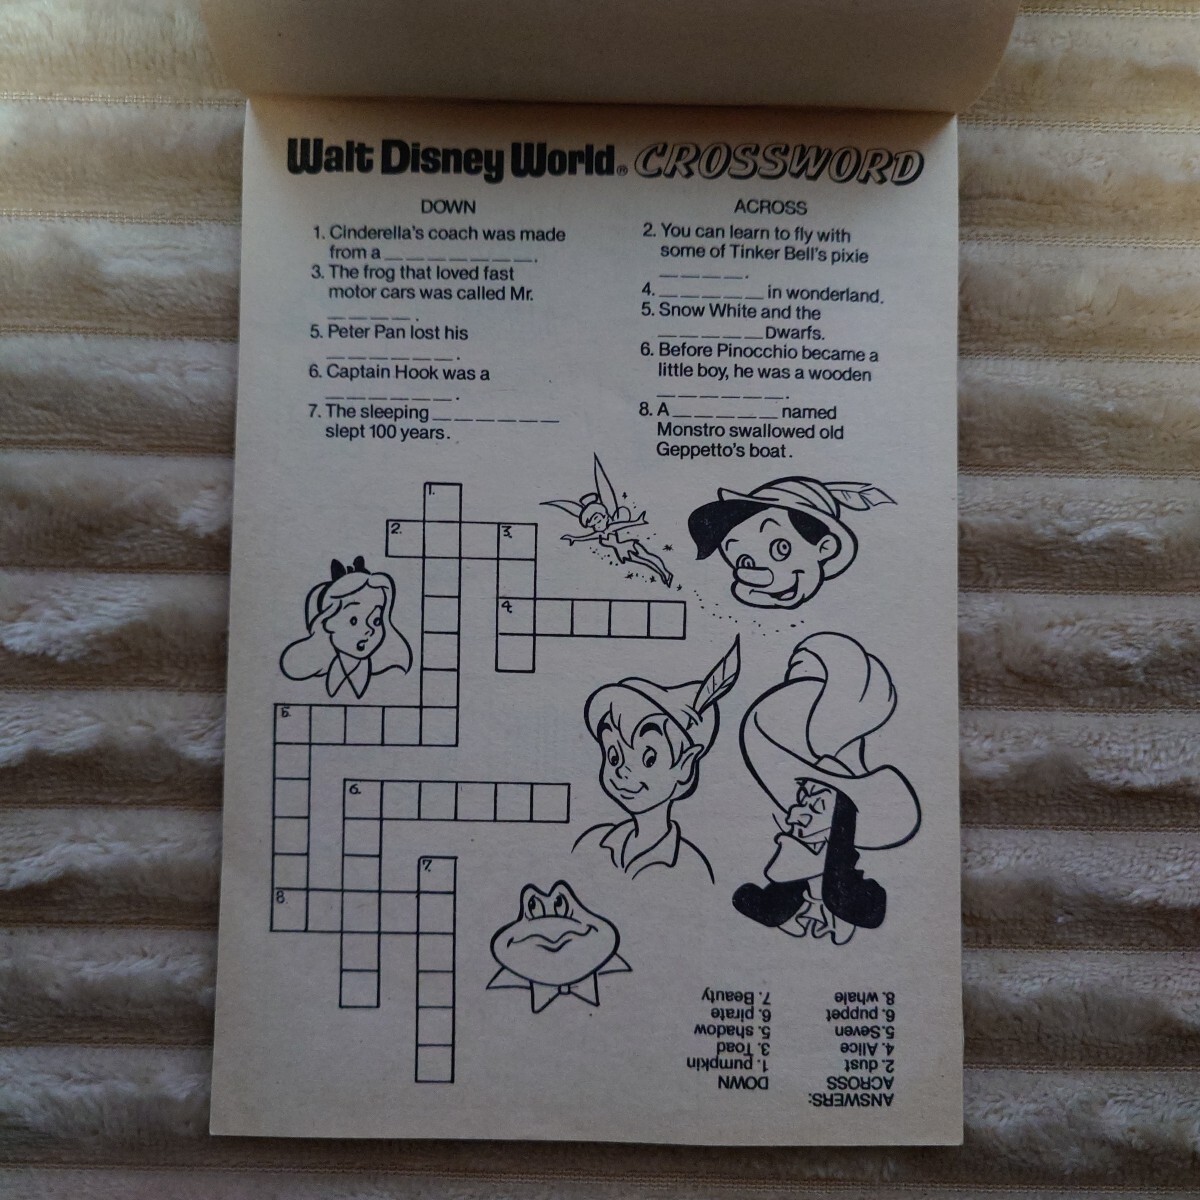 Walt Disney World® CROSSWORD
DOWN
1. Cinderella's coach was made
from a _ _ _ _ _ _ _.
3. The frog that loved fast
motor cars was called Mr.
_ _ _ _.
5. Peter Pan lost his
_ _ _ _ _ _.
6. Captain Hook was a
_ _ _ _ _ _.
7. The sleeping _ _ _ _ _ _
slept 100 years.
ACROSS
2. You can learn to fly with
some of Tinker Bell's pixie
_ _ _ _.
4. _ _ _ _ _ in wonderland.
5. Snow White and the
_ _ _ _ _ Dwarfs.
6. Before Pinocchio became a
little boy, he was a wooden
_ _ _ _ _ _.
8. A _ _ _ _ _ named
Monstro swallowed old
Geppetto's boat.
1.
2.
3.
4.
5.
6.
7.
8.
ANSWERS:
ACROSS
2. dust
4. Alice
5. Seven
6. puppet
8. whale
DOWN
1. pumpkin
3. Toad
5. shadow
6. pirate
7. Beauty